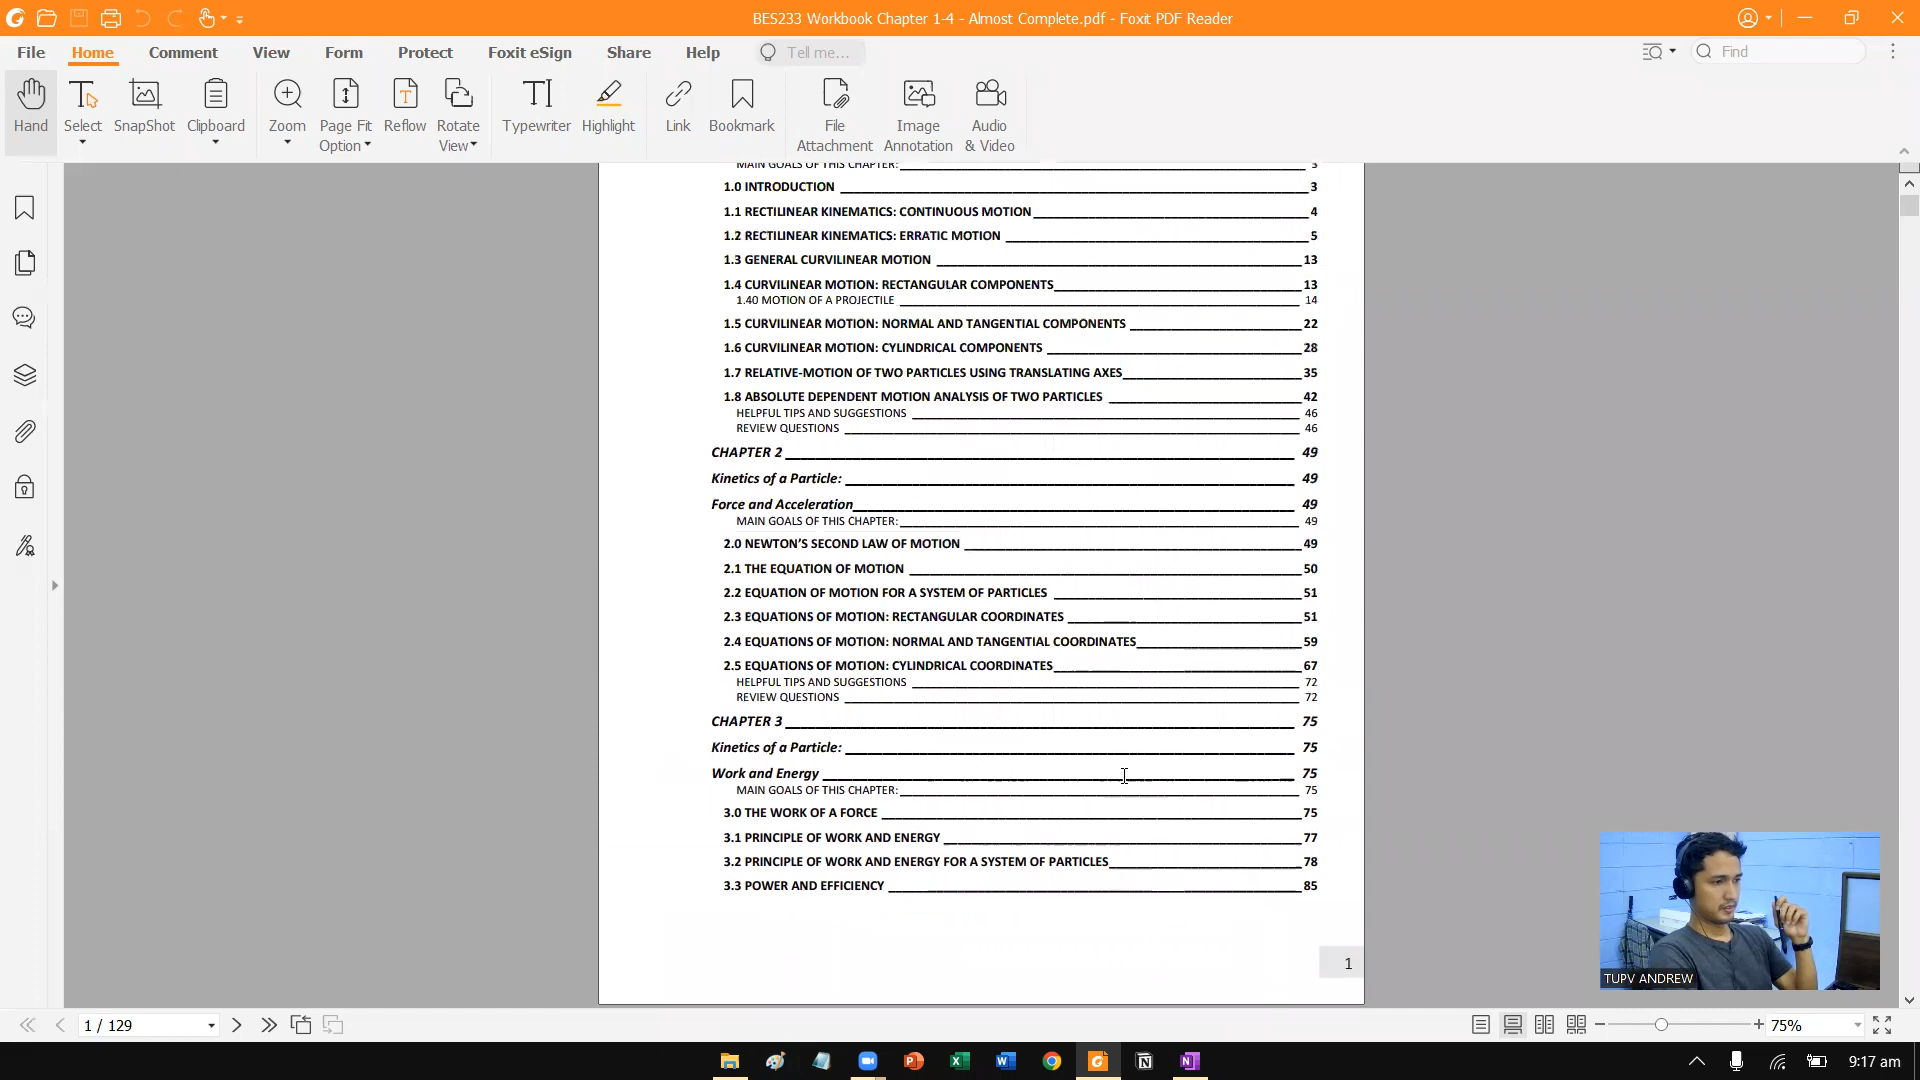 BES233 Workbook Chapter 1-4 - Almost Complete.pdf - Foxit PDF Reader
File Home Comment View Form Protect Foxit eSign Share Help Tell me... Find
Hand Select SnapShot Clipboard Zoom Page Fit Option Reflow Rotate View Typewriter Highlight Link Bookmark File Attachment Image Annotation Audio & Video
MAIN GOALS OF THIS CHAPTER: 3
1.0 INTRODUCTION 3
1.1 RECTILINEAR KINEMATICS: CONTINUOUS MOTION 4
1.2 RECTILINEAR KINEMATICS: ERRATIC MOTION 5
1.3 GENERAL CURVILINEAR MOTION 13
1.4 CURVILINEAR MOTION: RECTANGULAR COMPONENTS 13
1.40 MOTION OF A PROJECTILE 14
1.5 CURVILINEAR MOTION: NORMAL AND TANGENTIAL COMPONENTS 22
1.6 CURVILINEAR MOTION: CYLINDRICAL COMPONENTS 28
1.7 RELATIVE-MOTION OF TWO PARTICLES USING TRANSLATING AXES 35
1.8 ABSOLUTE DEPENDENT MOTION ANALYSIS OF TWO PARTICLES 42
HELPFUL TIPS AND SUGGESTIONS 46
REVIEW QUESTIONS 46
CHAPTER 2 49
Kinetics of a Particle: 49
Force and Acceleration 49
MAIN GOALS OF THIS CHAPTER: 49
2.0 NEWTON'S SECOND LAW OF MOTION 49
2.1 THE EQUATION OF MOTION 50
2.2 EQUATION OF MOTION FOR A SYSTEM OF PARTICLES 51
2.3 EQUATIONS OF MOTION: RECTANGULAR COORDINATES 51
2.4 EQUATIONS OF MOTION: NORMAL AND TANGENTIAL COORDINATES 59
2.5 EQUATIONS OF MOTION: CYLINDRICAL COORDINATES 67
HELPFUL TIPS AND SUGGESTIONS 72
REVIEW QUESTIONS 72
CHAPTER 3 75
Kinetics of a Particle: 75
Work and Energy 75
MAIN GOALS OF THIS CHAPTER: 75
3.0 THE WORK OF A FORCE 75
3.1 PRINCIPLE OF WORK AND ENERGY 77
3.2 PRINCIPLE OF WORK AND ENERGY FOR A SYSTEM OF PARTICLES 78
3.3 POWER AND EFFICIENCY 85
1
TUPV ANDREW
1 / 129
75%
9:17 am